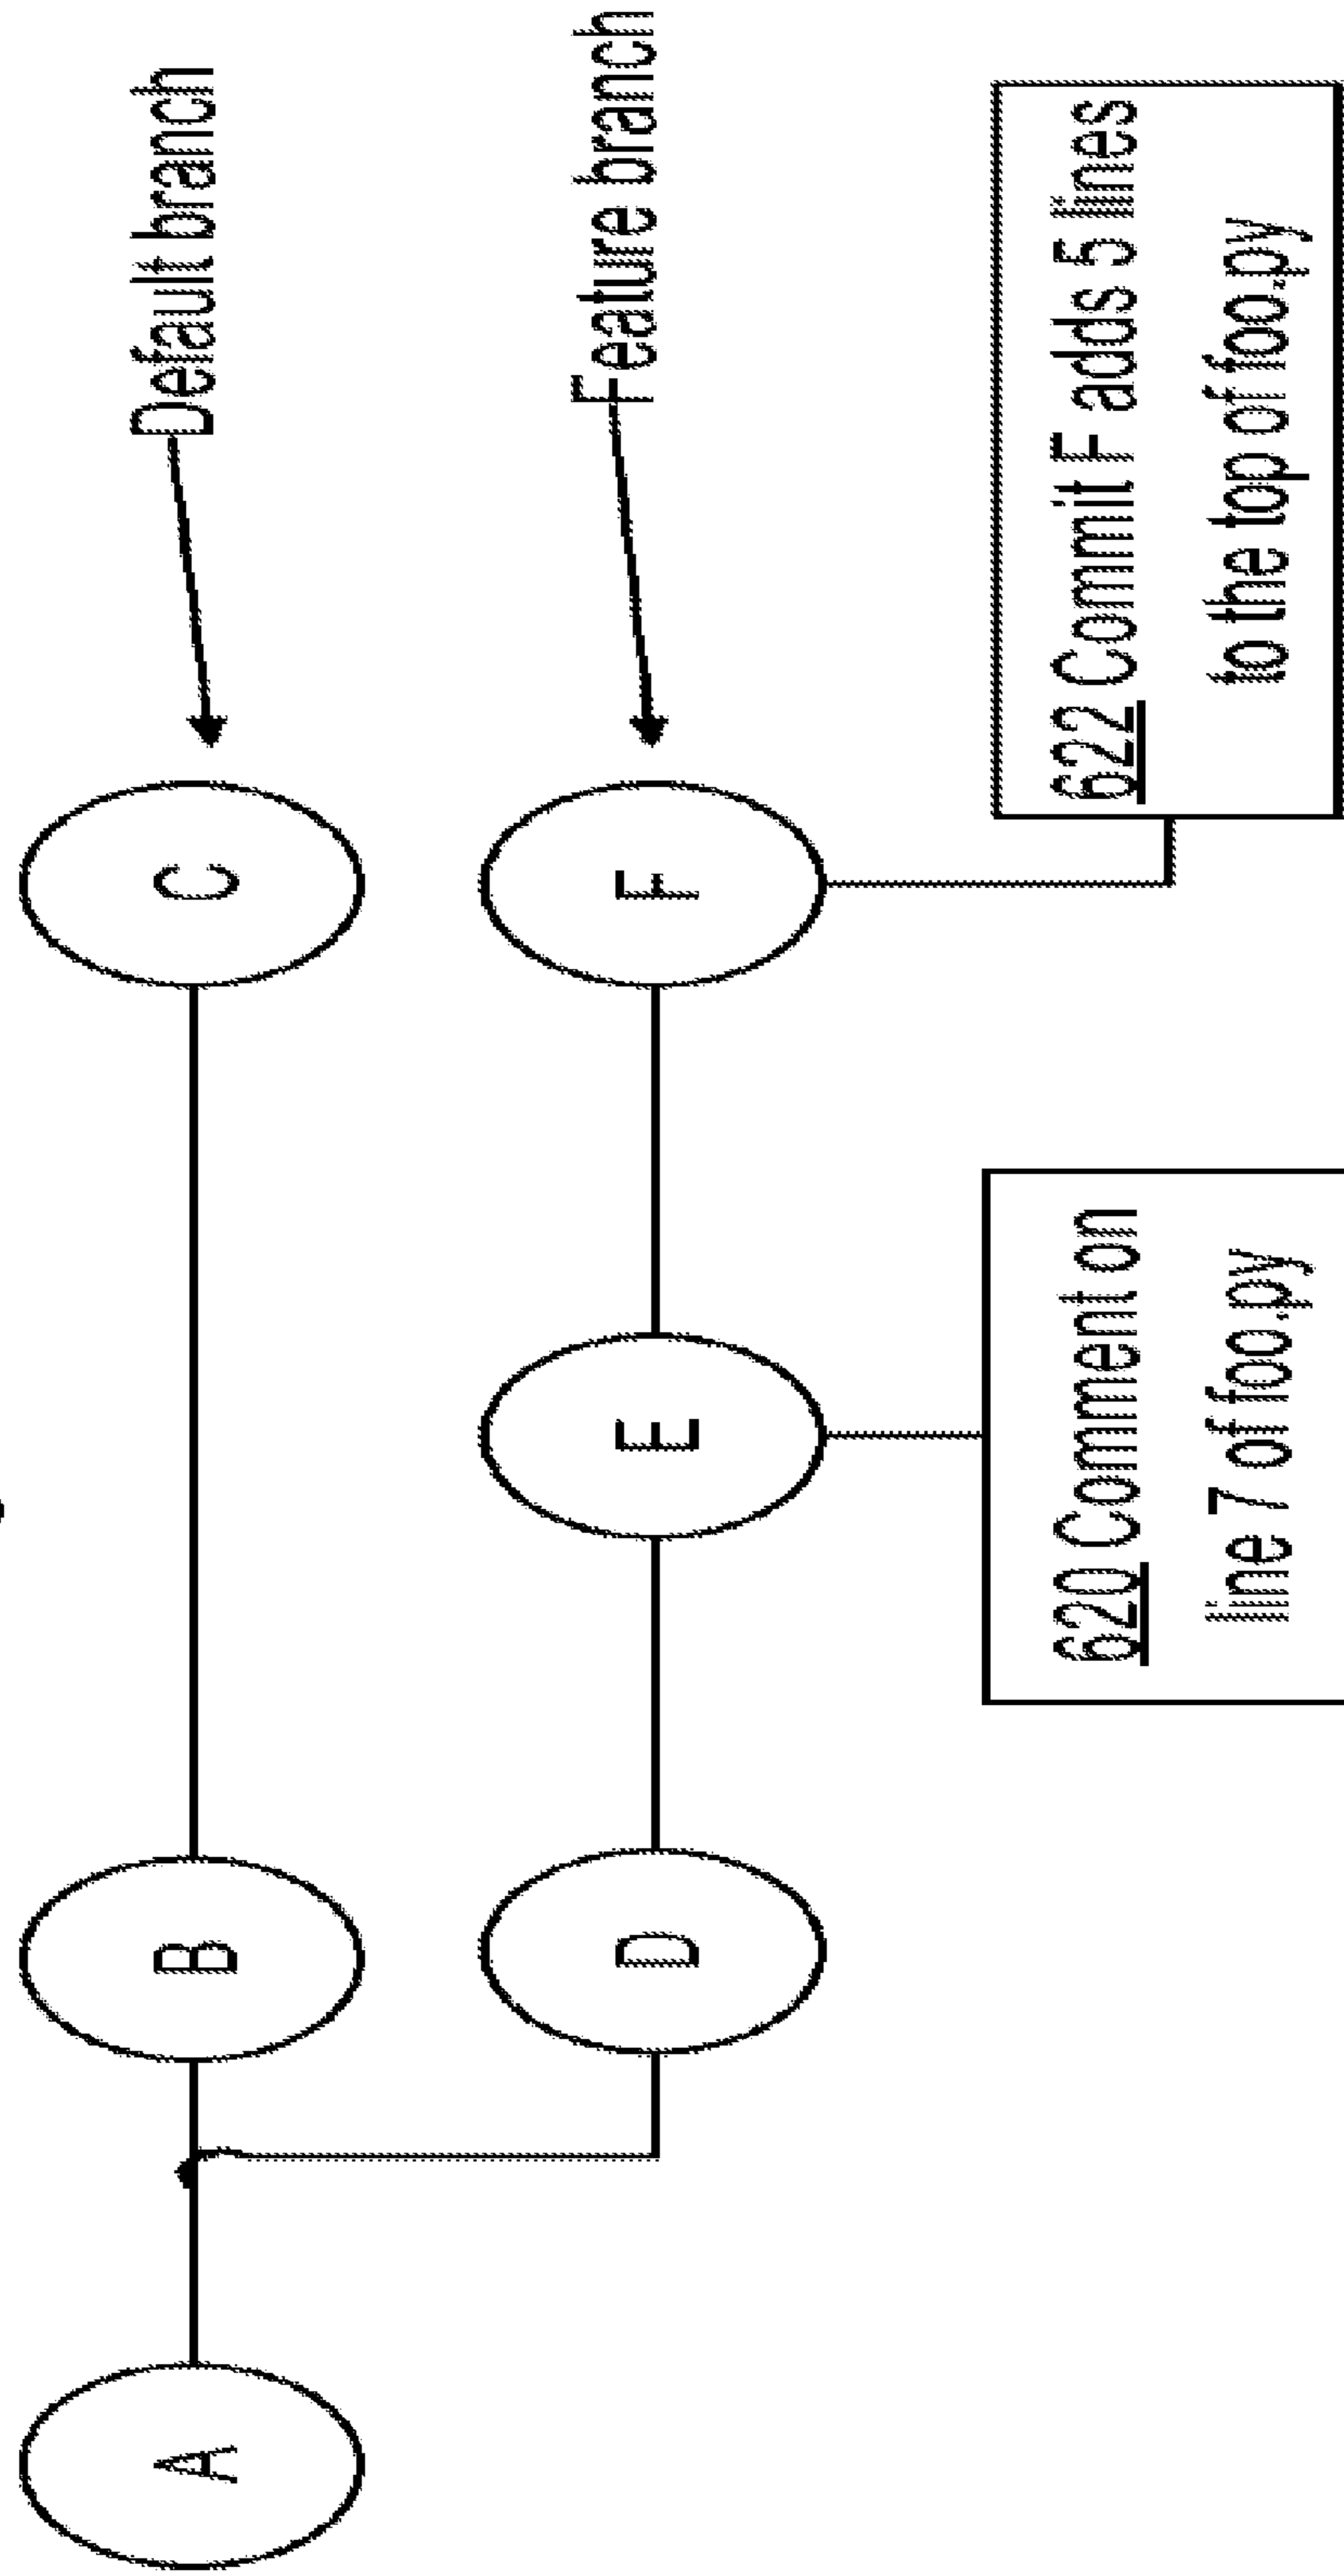 Default branch
A
B
C
Feature branch
D
E
F
620 Comment on
line 7 of foo.py
622 Commit F adds 5 lines
to the top of foo.py